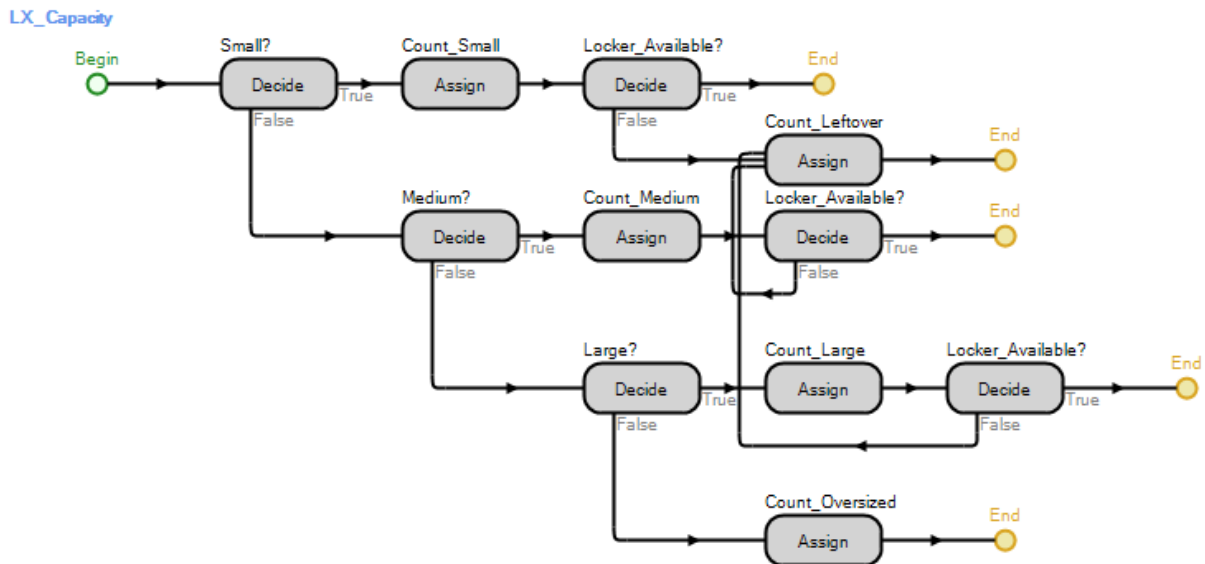 LX_Capacity
Small?
Count_Small
Locker_Available?
End
Begin
Decide
Assign
Decide
True
True
False
False
Count_Leftover
End
Assign
Medium?
Count_Medium
Locker_Available?
End
Decide
Assign
Decide
True
True
False
False
Large?
Count_Large
Locker_Available?
End
Decide
Assign
Decide
True
True
False
False
Count_Oversized
End
Assign